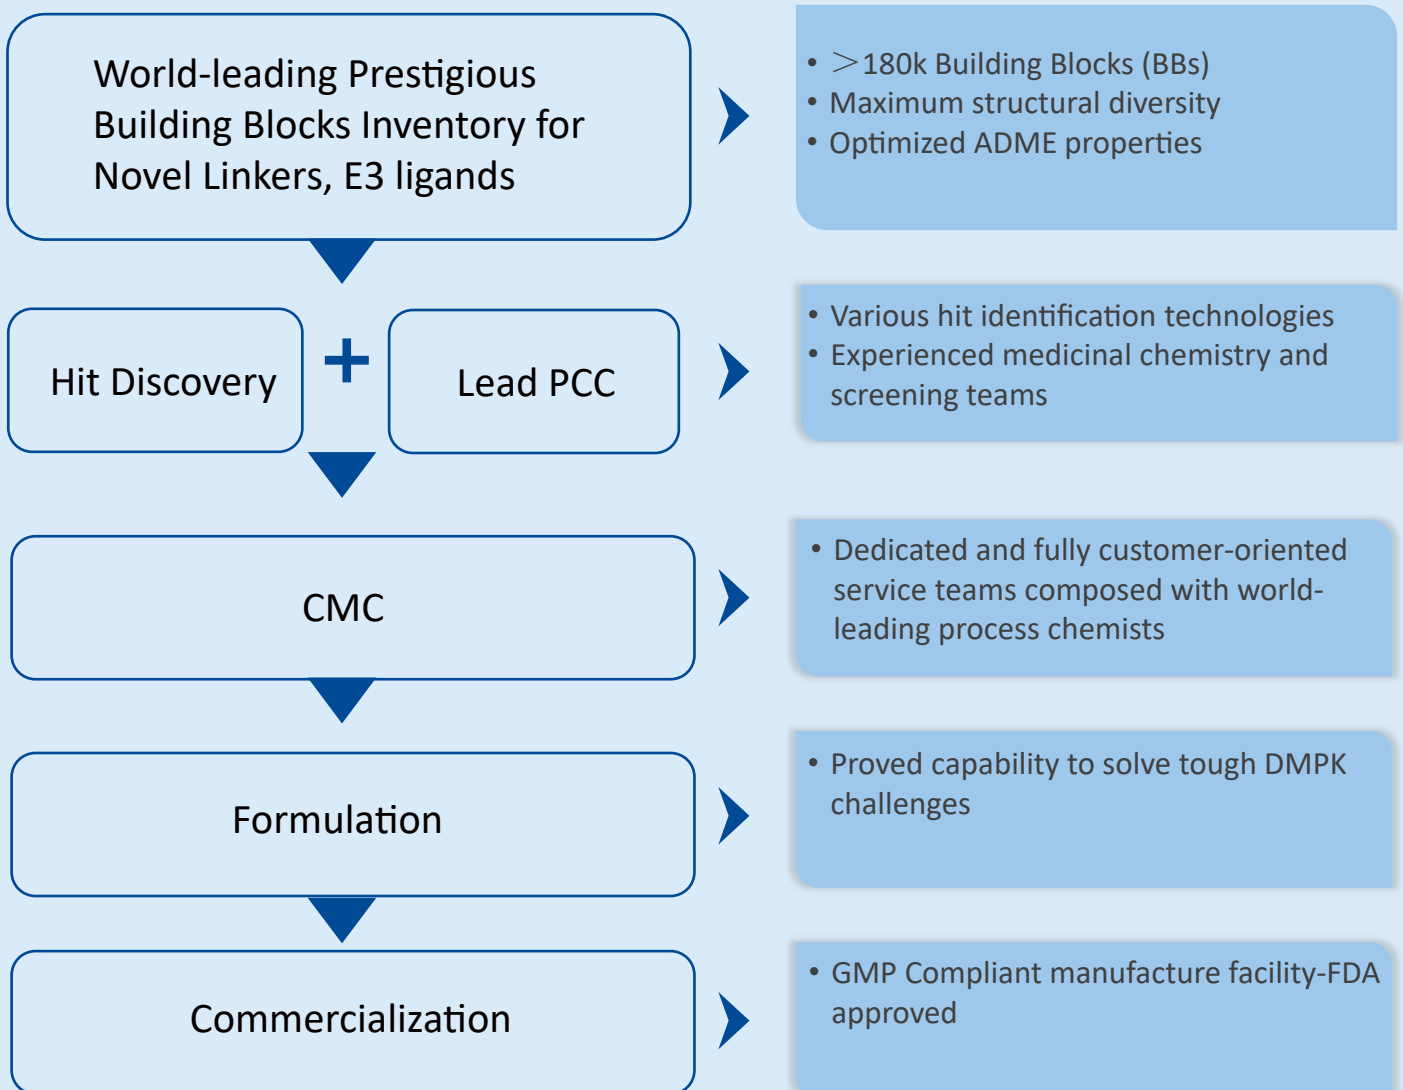 World-leading Prestigious
Building Blocks Inventory for
Novel Linkers, E3 ligands
• ＞180k Building Blocks (BBs)
• Maximum structural diversity
• Optimized ADME properties
Hit Discovery
+
Lead PCC
• Various hit identification technologies
• Experienced medicinal chemistry and
screening teams
CMC
• Dedicated and fully customer-oriented
service teams composed with world-
leading process chemists
Formulation
• Proved capability to solve tough DMPK
challenges
Commercialization
• GMP Compliant manufacture facility-FDA
approved